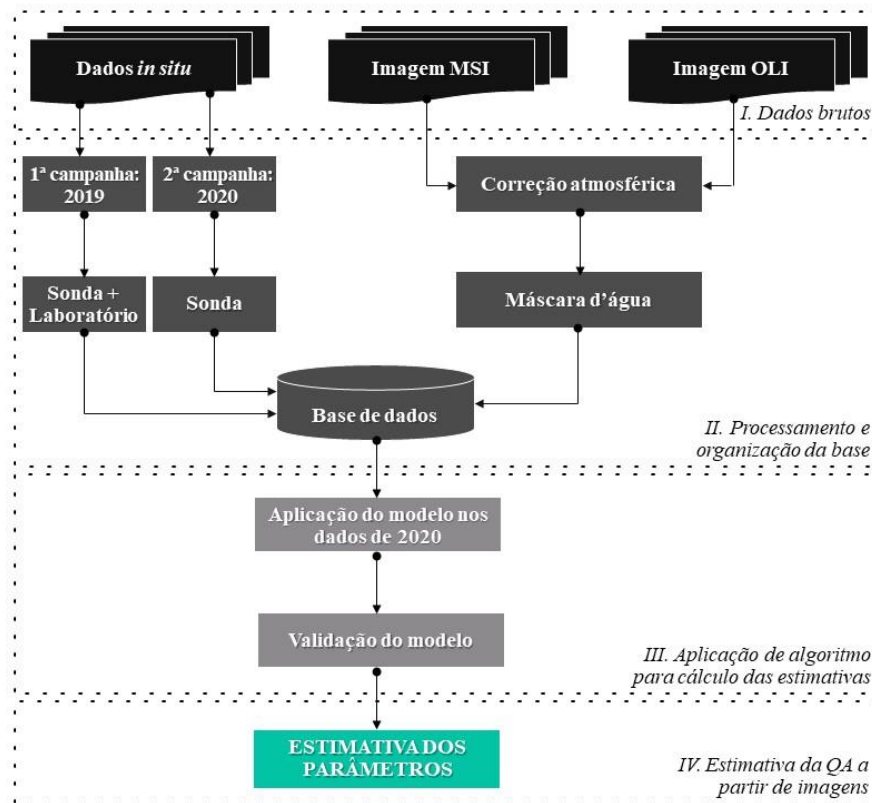 Dados in situ
Imagem MSI
Imagem OLI
I. Dados brutos
1ª campanha:
2019
2ª campanha:
2020
Correção atmosférica
Sonda +
Laboratório
Sonda
Máscara d'água
Base de dados
II. Processamento e
organização da base
Aplicação do modelo nos
dados de 2020
Validação do modelo
III. Aplicação de algoritmo
para cálculo das estimativas
ESTIMATIVA DOS
PARÂMETROS
IV. Estimativa da QA a
partir de imagens